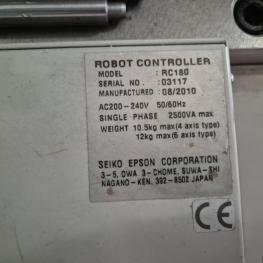 ROBOT CONTROLLER
MODEL : RC180
SERIAL NO. : 03117
MANUFACTURED : 08/2010
AC200-240V 50/60Hz
SINGLE PHASE 2500VA max
WEIGHT 10.5kg max(4 axis type)
12kg max(6 axis type)
SEIKO EPSON CORPORATION
3-5, OWA 3-CHOME, SUWA-SHI
NAGANO-KEN, 392-8502 JAPAN
CE